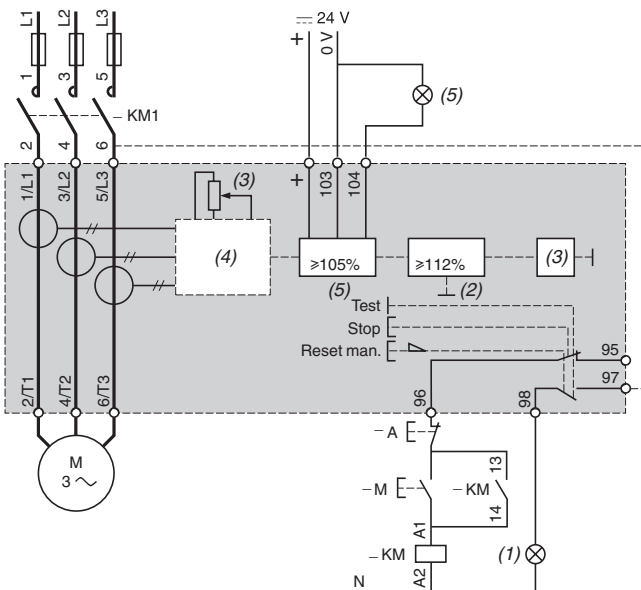 L1 L2 L3
24 V
+ 0 V
1 3 5
(5)
– KM1
2 4 6
1/L1 3/L2 5/L3
+ 103 104
(3)
(4)
≥105%
≥112%
(3)
(5)
(2)
Test
Stop
Reset man.
95
97
2/T1 4/T2 6/T3
96 98
– A
M
3
– M
– KM
13
14
A1
– KM
(1)
N
A2